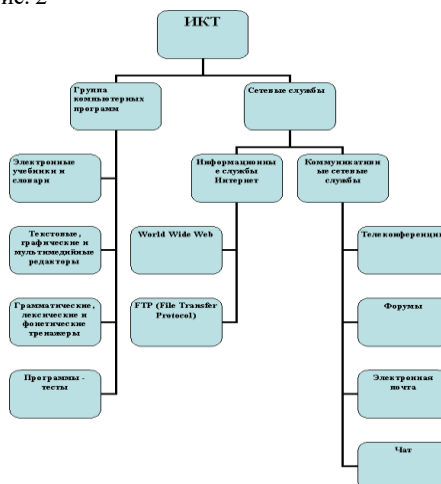 ис. 2
ИКТ
Группа
компьютерных
программ
Сетевые службы
Электронные
учебники и
словари
Информационны
е службы
Интернет
Коммуникативн
ые сетевые
службы
Текстовые,
графические и
мультимедийные
редакторы
World Wide Web
Телеконференции
Грамматические,
лексические и
фонетические
тренажеры
FTP (File Transfer
Protocol)
Форумы
Программы -
тесты
Электронная
почта
Чат